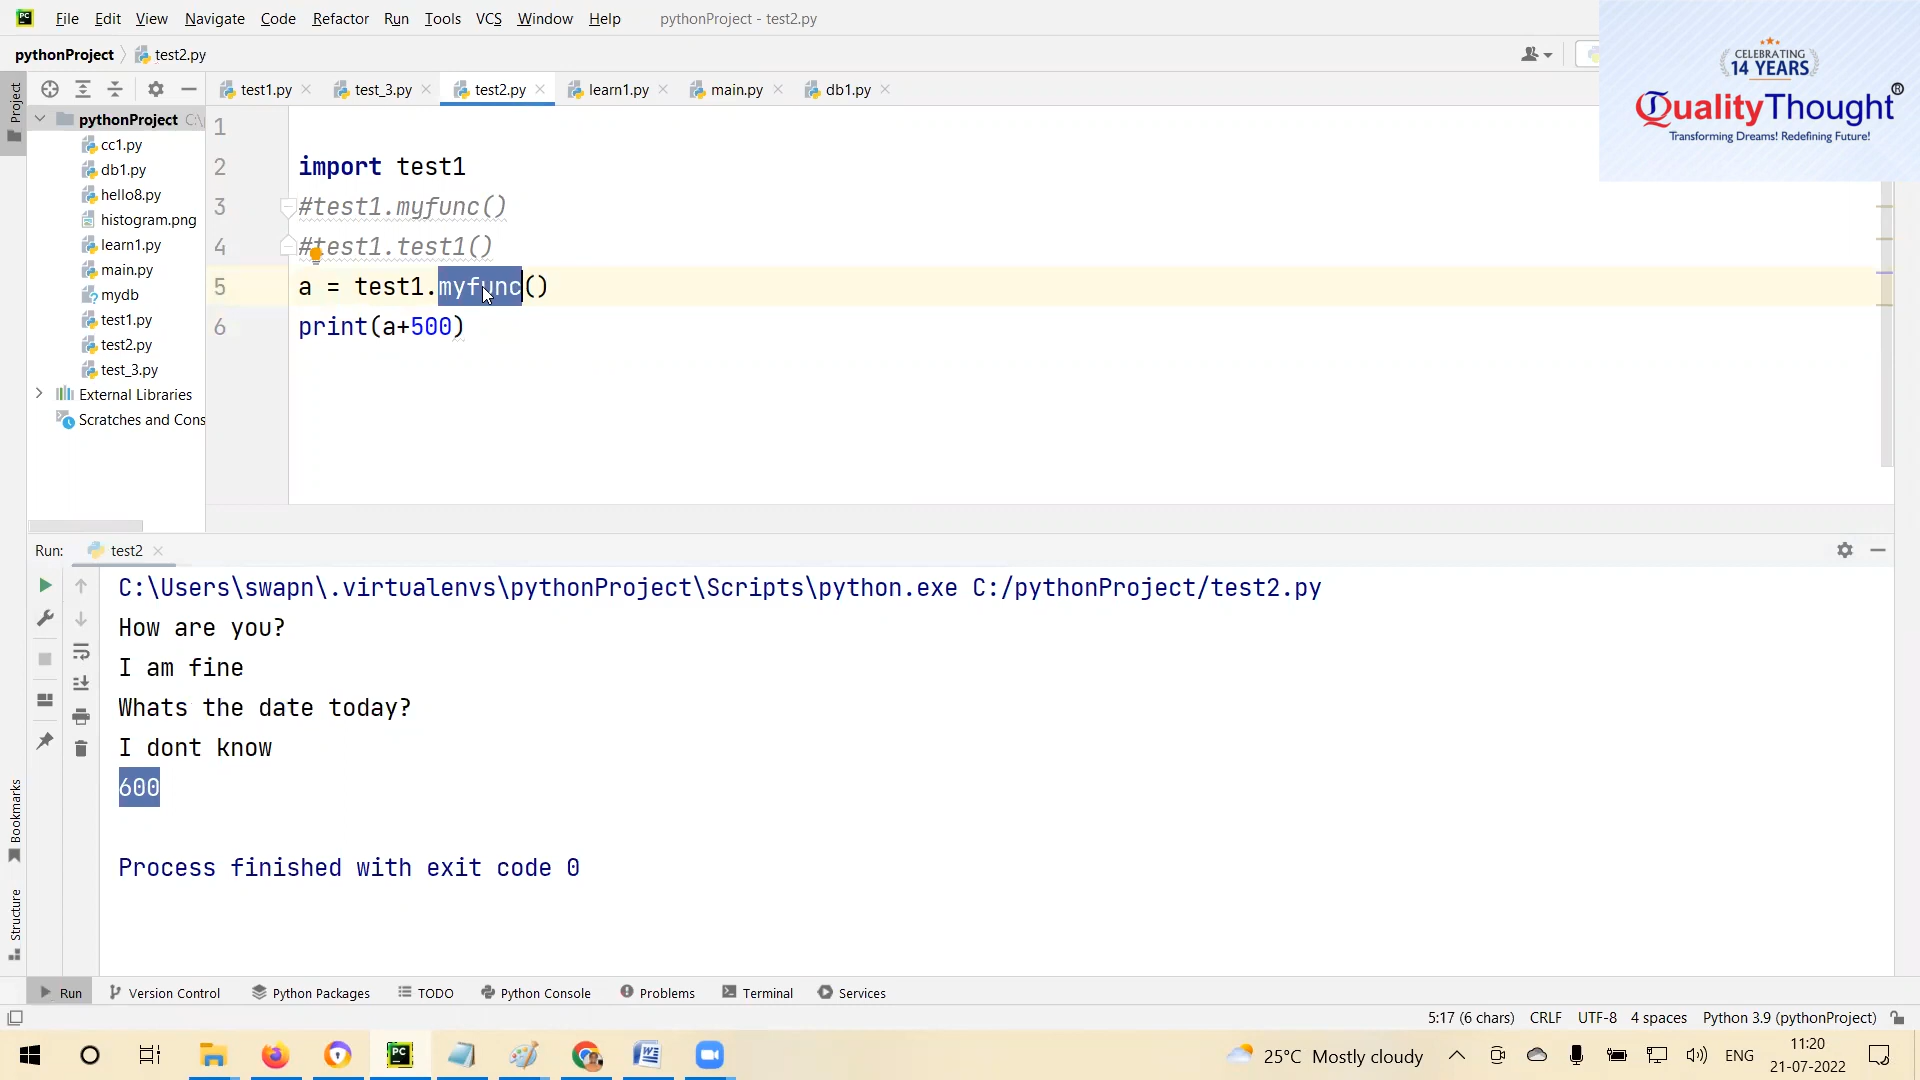 File Edit View Navigate Code Refactor Run Tools VCS Window Help pythonProject - test2.py
pythonProject test2.py
CELEBRATING
14 YEARS
QualityThought®
Transforming Dreams! Redefining Future!
test1.py test_3.py test2.py learn1.py main.py db1.py
Project
pythonProject C:\
cc1.py
db1.py
hello8.py
histogram.png
learn1.py
main.py
mydb
test1.py
test2.py
test_3.py
External Libraries
Scratches and Cons
1
2 import test1
3 #test1.myfunc()
4 #test1.test1()
5 a = test1.myfunc()
6 print(a+500)
Run: test2
C:\Users\swapn\.virtualenvs\pythonProject\Scripts\python.exe C:/pythonProject/test2.py
How are you?
I am fine
Whats the date today?
I dont know
600
Process finished with exit code 0
Bookmarks
Structure
Run Version Control Python Packages TODO Python Console Problems Terminal Services
5:17 (6 chars) CRLF UTF-8 4 spaces Python 3.9 (pythonProject)
25°C Mostly cloudy ENG
11:20
21-07-2022